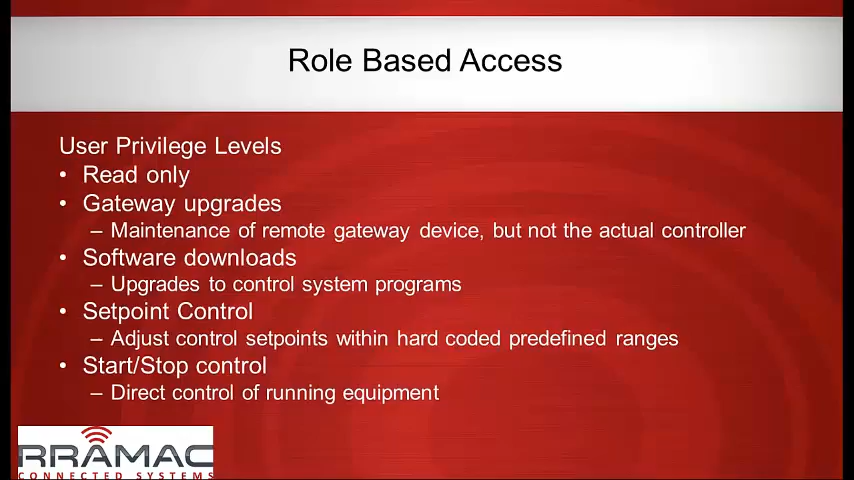 Role Based Access
User Privilege Levels
• Read only
• Gateway upgrades
– Maintenance of remote gateway device, but not the actual controller
• Software downloads
– Upgrades to control system programs
• Setpoint Control
– Adjust control setpoints within hard coded predefined ranges
• Start/Stop control
– Direct control of running equipment
RRAMAC
CONNECTED SYSTEMS